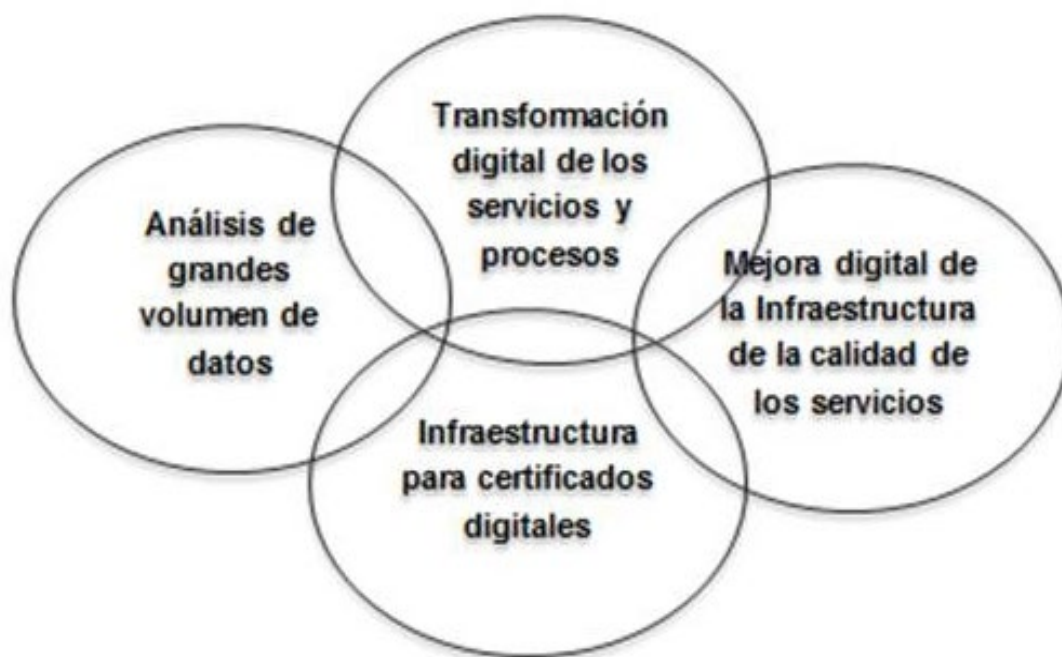 Transformación
digital de los
servicios y
procesos
Análisis de
grandes
volumen de
datos
Mejora digital de
la Infraestructura
de la calidad de
los servicios
Infraestructura
para certificados
digitales